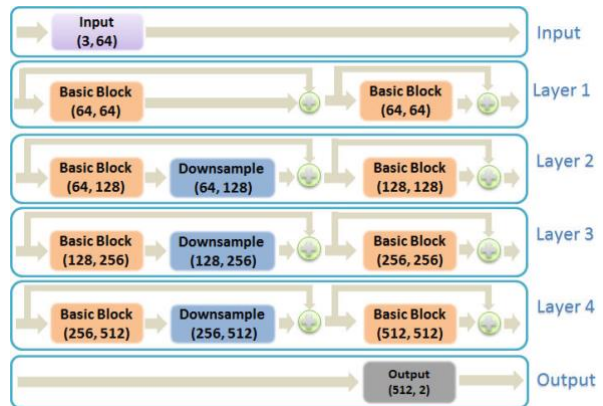 Input
(3, 64)
Input
Basic Block
(64, 64)
Basic Block
(64, 64)
Layer 1
Basic Block
(64, 128)
Downsample
(64, 128)
Basic Block
(128, 128)
Layer 2
Basic Block
(128, 256)
Downsample
(128, 256)
Basic Block
(256, 256)
Layer 3
Basic Block
(256, 512)
Downsample
(256, 512)
Basic Block
(512, 512)
Layer 4
Output
(512, 2)
Output